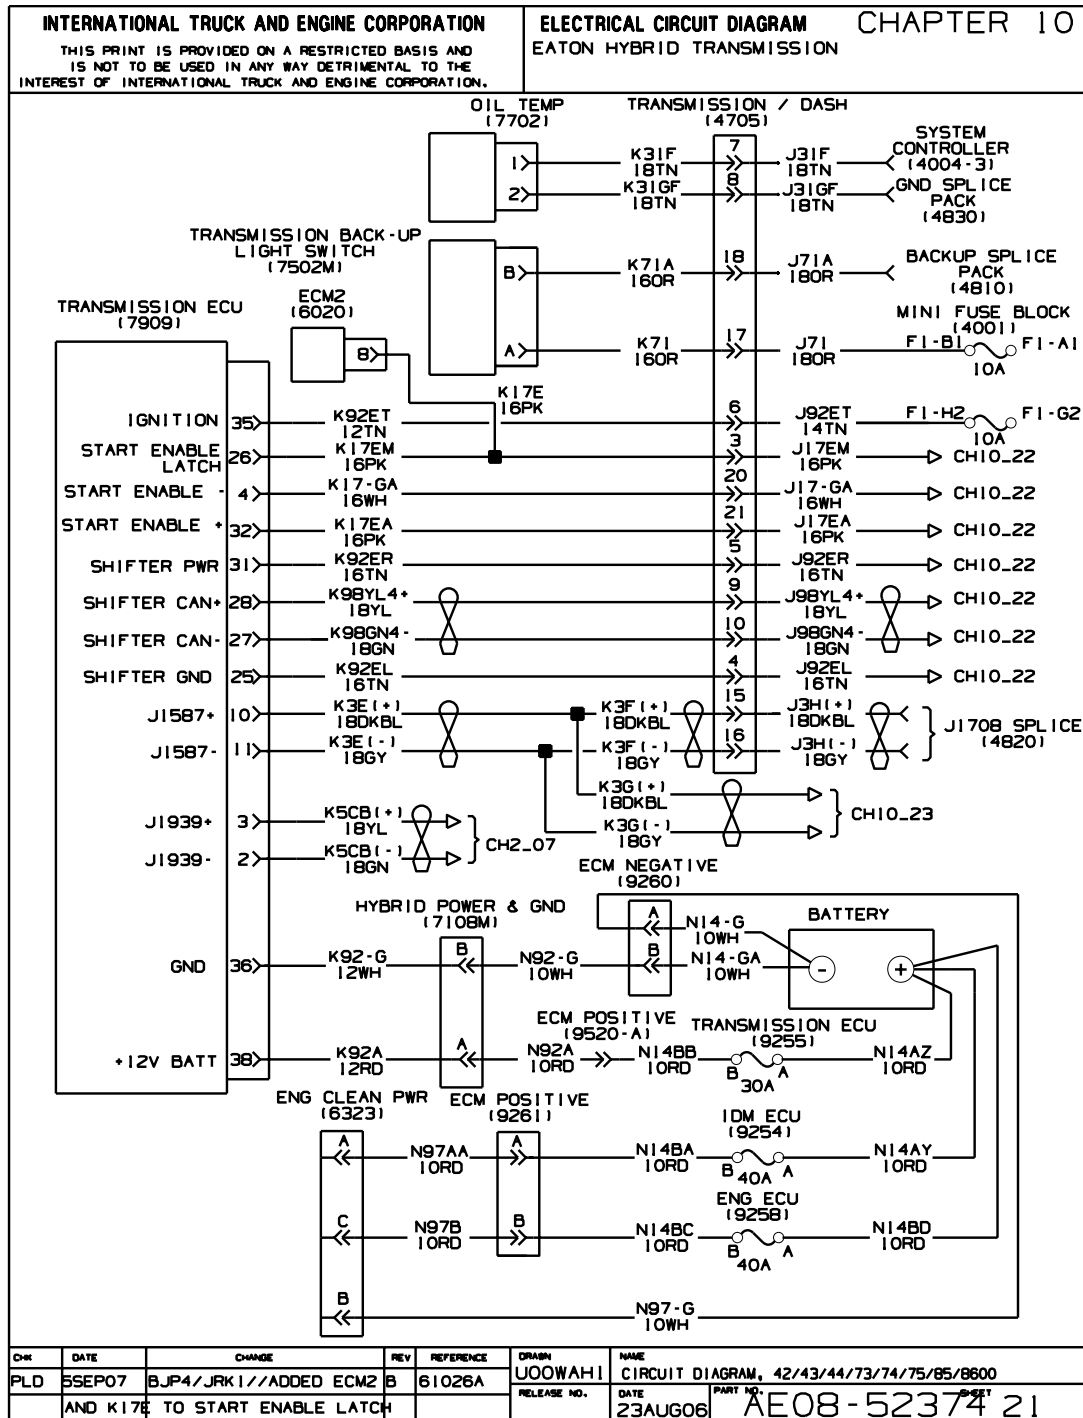 INTERNATIONAL TRUCK AND ENGINE CORPORATION
THIS PRINT IS PROVIDED ON A RESTRICTED BASIS AND
IS NOT TO BE USED IN ANY WAY DETRIMENTAL TO THE
INTEREST OF INTERNATIONAL TRUCK AND ENGINE CORPORATION.
ELECTRICAL CIRCUIT DIAGRAM
CHAPTER 10
EATON HYBRID TRANSMISSION
OIL TEMP
(7702)
TRANSMISSION / DASH
(4705)
1
K31F
18TN
7
J31F
18TN
SYSTEM
CONTROLLER
(4004-3)
2
K31GF
18TN
8
J31GF
18TN
GND SPLICE
PACK
(4830)
TRANSMISSION BACK-UP
LIGHT SWITCH
(7502M)
B
K71A
16OR
18
J71A
18OR
BACKUP SPLICE
PACK
(4810)
A
K71
16OR
17
J71
18OR
MINI FUSE BLOCK
(4001)
F1-B1
F1-A1
10A
TRANSMISSION ECU
(7909)
ECM2
(6020)
8
K17E
16PK
IGNITION
35
K92ET
12TN
6
J92ET
14TN
F1-H2
F1-G2
10A
START ENABLE
LATCH
26
K17EM
16PK
3
J17EM
16PK
CH10_22
START ENABLE -
4
K17-GA
16WH
20
J17-GA
16WH
CH10_22
START ENABLE +
32
K17EA
16PK
21
J17EA
16PK
CH10_22
SHIFTER PWR
31
K92ER
16TN
5
J92ER
16TN
CH10_22
SHIFTER CAN+
28
K98YL4+
18YL
9
J98YL4+
18YL
CH10_22
SHIFTER CAN-
27
K98GN4-
18GN
10
J98GN4-
18GN
CH10_22
SHIFTER GND
25
K92EL
16TN
4
J92EL
16TN
CH10_22
J1587+
10
K3E(+)
18DKBL
K3F(+)
18DKBL
15
J3H(+)
18DKBL
J1587-
11
K3E(-)
18GY
K3F(-)
18GY
16
J3H(-)
18GY
J1708 SPLICE
(4820)
K3G(+)
18DKBL
K3G(-)
18GY
CH10_23
J1939+
3
K5CB(+)
18YL
J1939-
2
K5CB(-)
18GN
CH2_07
ECM NEGATIVE
(9260)
HYBRID POWER & GND
(7108M)
A
N14-G
10WH
BATTERY
- +
GND
36
K92-G
12WH
B
N92-G
10WH
B
N14-GA
10WH
ECM POSITIVE
(9520-A)
TRANSMISSION ECU
(9255)
+12V BATT
38
K92A
12RD
A
N92A
10RD
N14BB
10RD
B
A
30A
N14AZ
10RD
ENG CLEAN PWR
(6323)
ECM POSITIVE
(9261)
IDM ECU
(9254)
A
N97AA
10RD
A
N14BA
10RD
B
A
40A
N14AY
10RD
ENG ECU
(9258)
C
N97B
10RD
B
N14BC
10RD
B
A
40A
N14BD
10RD
B
N97-G
10WH
CHK
DATE
CHANGE
REV
REFERENCE
DRAWN
NAME
PLD
5SEP07
BJP4/JRK1//ADDED ECM2
B
61026A
U00WAH1
CIRCUIT DIAGRAM, 42/43/44/73/74/75/85/8600
AND K17E TO START ENABLE LATCH
RELEASE NO.
DATE
23AUG06
PART NO.
AE08-52374
SHEET
21